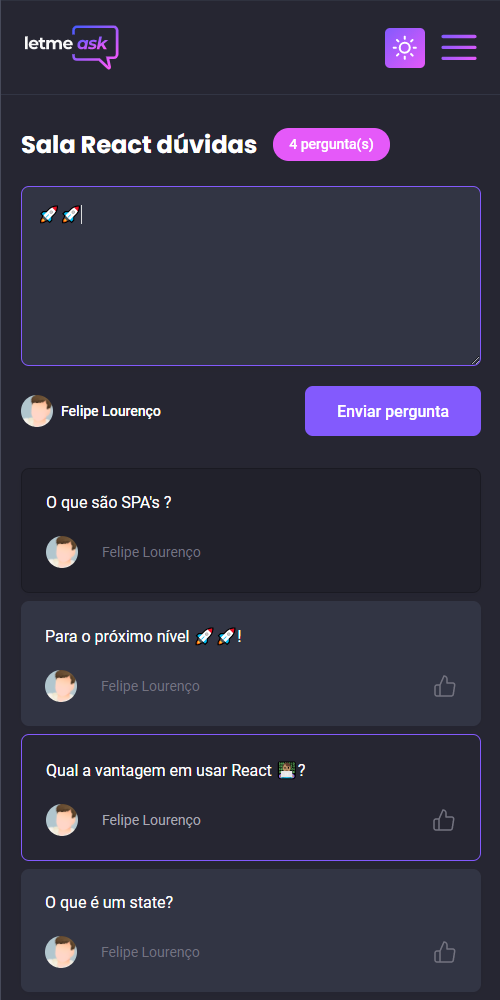 letme ask
Sala React dúvidas
4 pergunta(s)
🚀 🚀
Felipe Lourenço
Enviar pergunta
O que são SPA's ?
Felipe Lourenço
Para o próximo nível 🚀 🚀!
Felipe Lourenço
Qual a vantagem em usar React 👨🏻‍💻?
Felipe Lourenço
O que é um state?
Felipe Lourenço